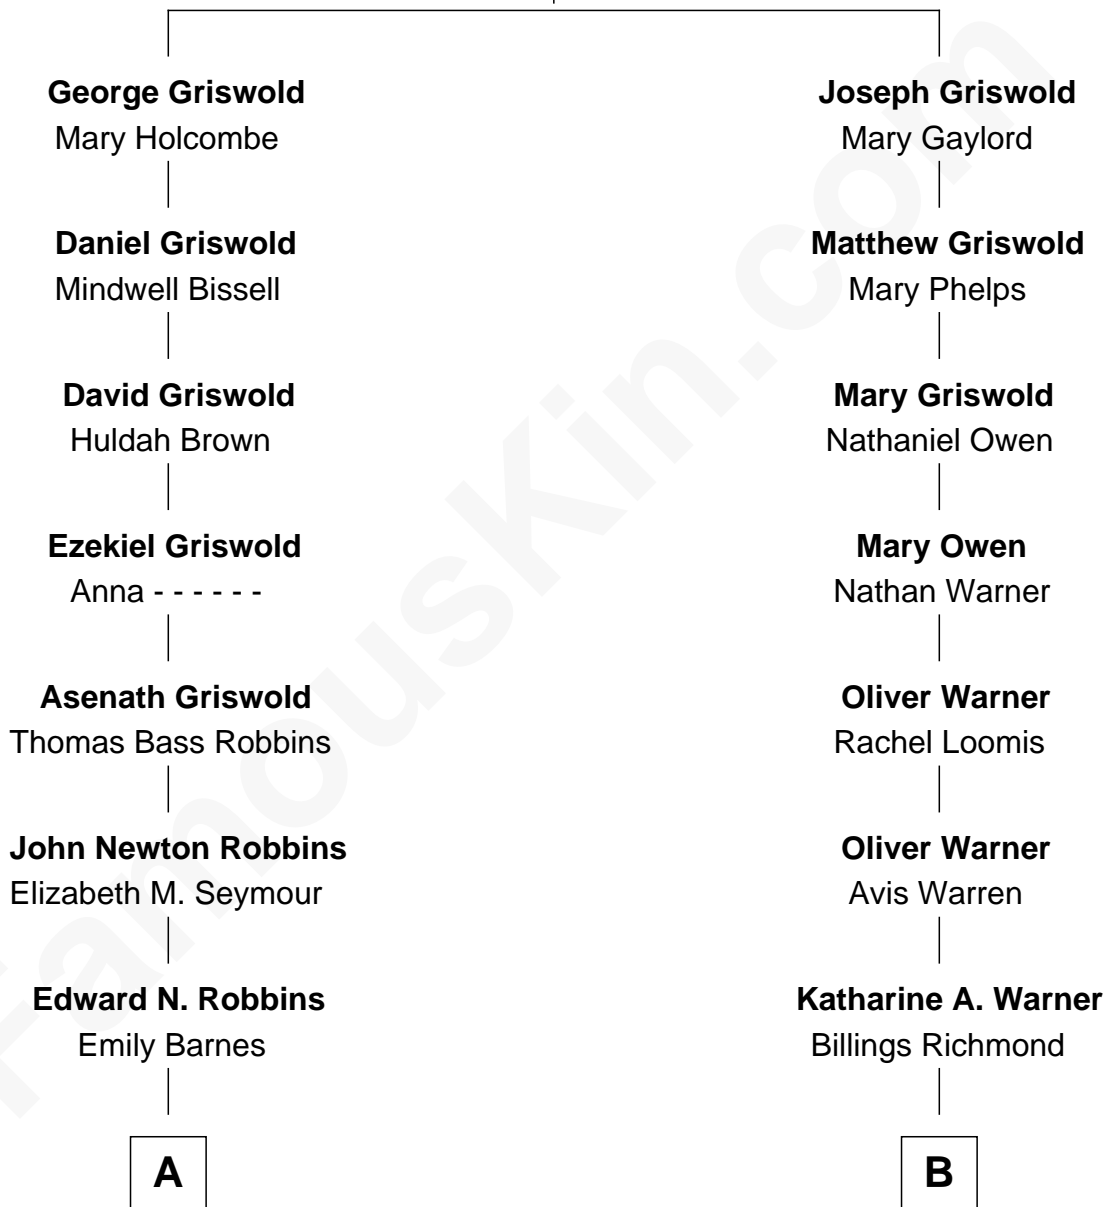 George Griswold
Mary Holcombe
Joseph Griswold
Mary Gaylord
Daniel Griswold
Mindwell Bissell
Matthew Griswold
Mary Phelps
David Griswold
Huldah Brown
Mary Griswold
Nathaniel Owen
Ezekiel Griswold
Anna - - - - - -
Mary Owen
Nathan Warner
Asenath Griswold
Thomas Bass Robbins
Oliver Warner
Rachel Loomis
John Newton Robbins
Elizabeth M. Seymour
Oliver Warner
Avis Warren
Edward N. Robbins
Emily Barnes
Katharine A. Warner
Billings Richmond
A
B
FamousKin.com